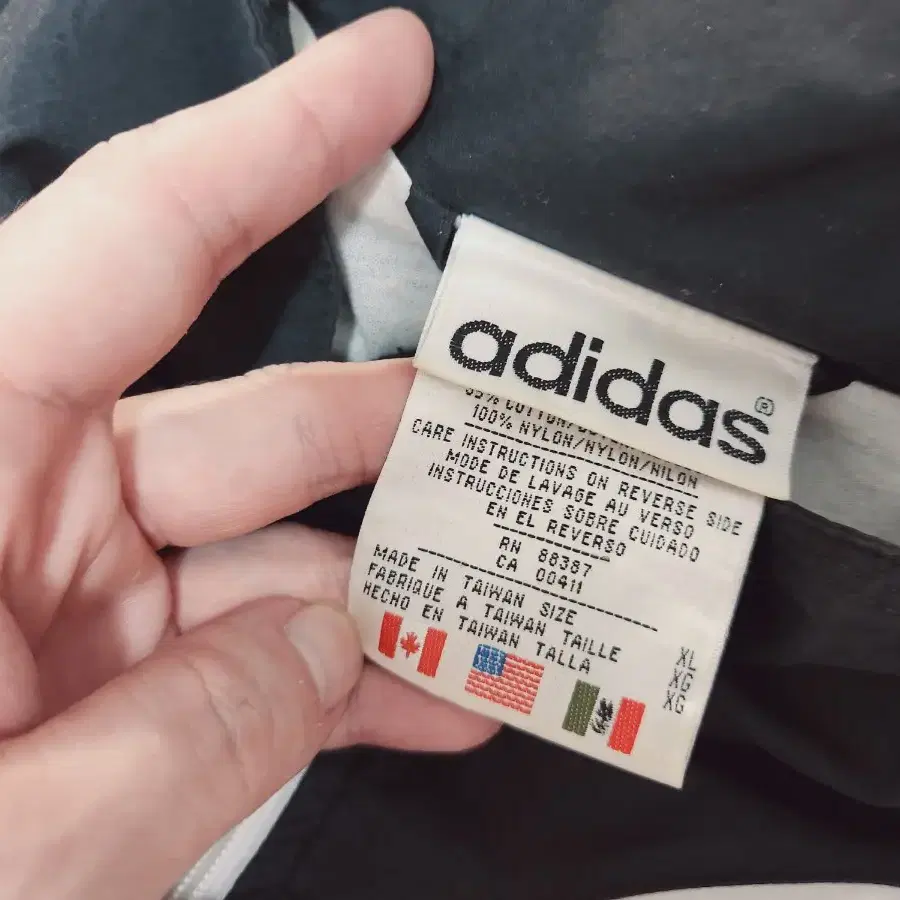 adidas®
100% NYLON/NYLON/NILON
CARE INSTRUCTIONS ON REVERSE SIDE
MODE DE LAVAGE AU VERSO
INSTRUCCIONES SOBRE CUIDADO
EN EL REVERSO
RN 88387
CA 00411
MADE IN TAIWAN SIZE XL
FABRIQUE A TAIWAN TAILLE XG
HECHO EN TAIWAN TALLA XG